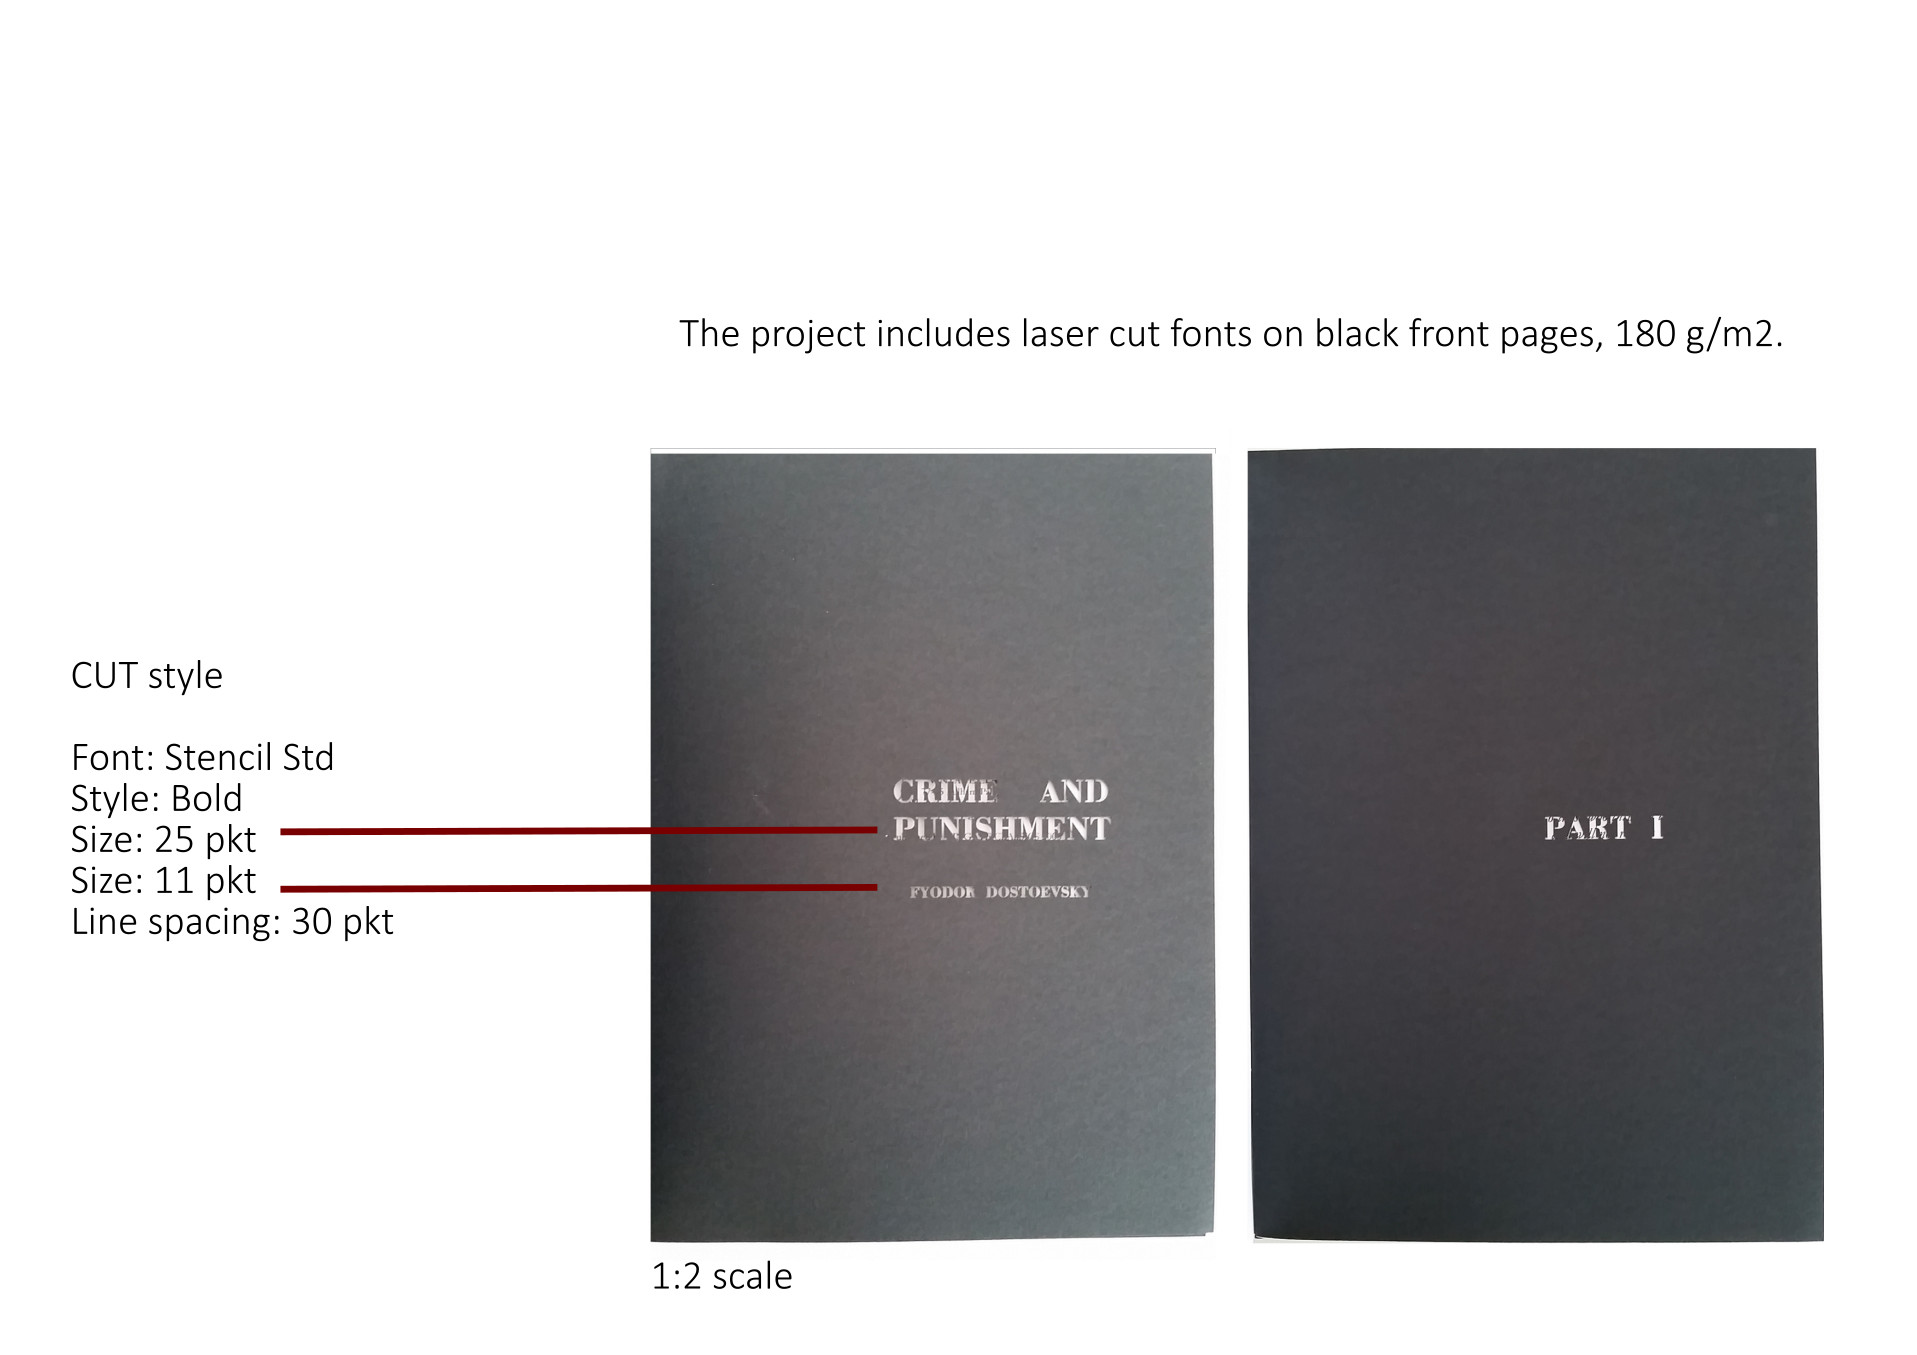 The project includes laser cut fonts on black front pages, 180 g/m2.
CUT style
Font: Stencil Std
Style: Bold
Size: 25 pkt
Size: 11 pkt
Line spacing: 30 pkt
CRIME AND
PUNISHMENT
FYODOR DOSTOEVSKY
PART I
1:2 scale